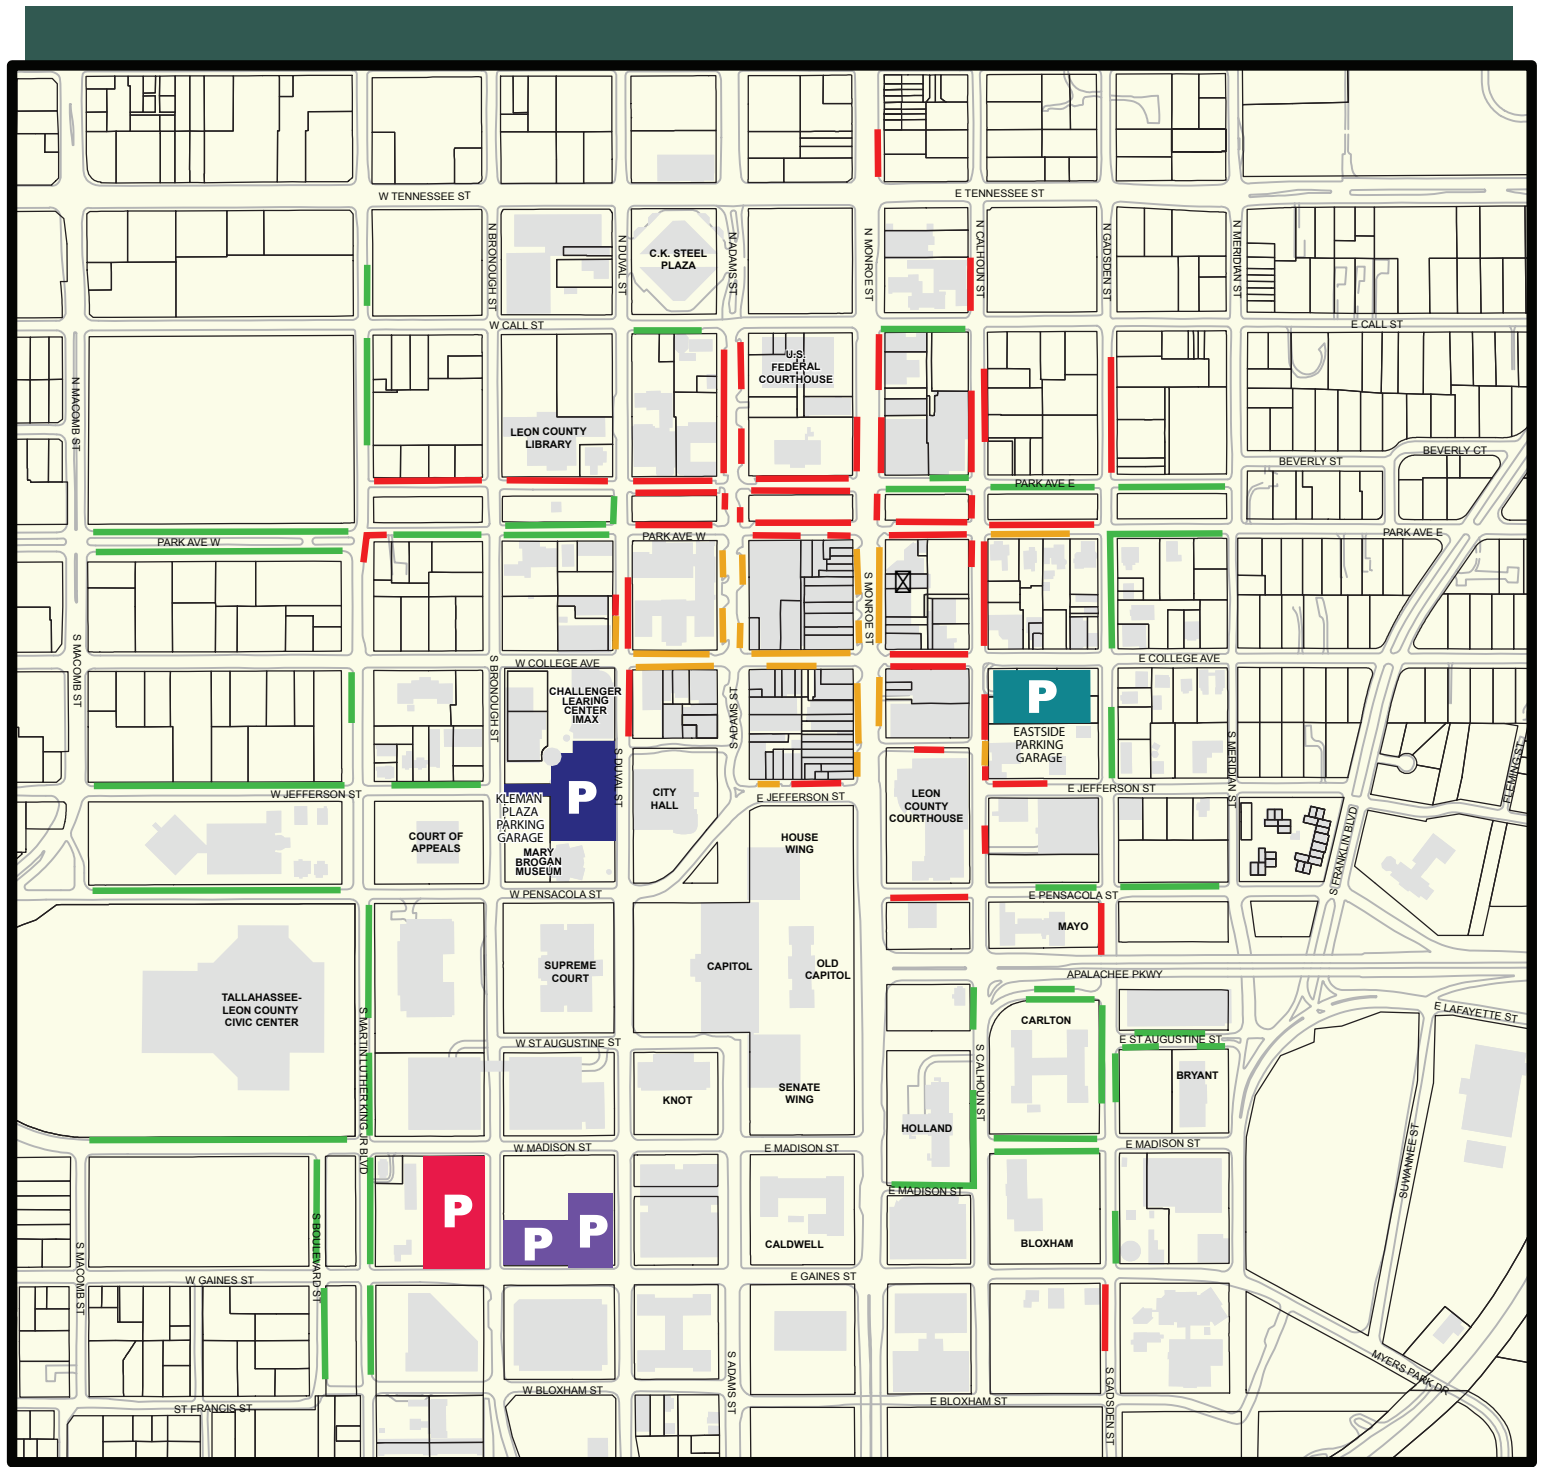 W TENNESSEE ST
E TENNESSEE ST
N BRONOUGH ST
N DUVAL ST
C.K. STEEL
PLAZA
N ADAMS ST
N MONROE ST
N CALHOUN ST
N GADSDEN ST
N MERIDIAN ST
W CALL ST
E CALL ST
N MACOMB ST
U.S.
FEDERAL
COURTHOUSE
LEON COUNTY
LIBRARY
BEVERLY ST
BEVERLY CT
PARK AVE E
PARK AVE W
PARK AVE W
PARK AVE E
S MONROE ST
S MACOMB ST
S BRONOUGH ST
W COLLEGE AVE
E COLLEGE AVE
CHALLENGER
LEARING
CENTER
IMAX
S ADAMS ST
P
EASTSIDE
PARKING
GARAGE
S DUVAL ST
P
KLEMAN
PLAZA
PARKING
GARAGE
CITY
HALL
S MERIDIAN ST
FLEMING ST
W JEFFERSON ST
E JEFFERSON ST
E JEFFERSON ST
LEON
COUNTY
COURTHOUSE
COURT OF
APPEALS
HOUSE
WING
MARY
BROGAN
MUSEUM
S FRANKLIN BLVD
W PENSACOLA ST
E PENSACOLA ST
MAYO
SUPREME
COURT
CAPITOL
OLD
CAPITOL
APALACHEE PKWY
TALLAHASSEE-
LEON COUNTY
CIVIC CENTER
S MARTIN LUTHER KING JR BLVD
CARLTON
E LAFAYETTE ST
W ST AUGUSTINE ST
E ST AUGUSTINE ST
S CALHOUN ST
BRYANT
KNOT
SENATE
WING
HOLLAND
W MADISON ST
E MADISON ST
E MADISON ST
E MADISON ST
SUWANNEE ST
P
P
P
S BOULEVARD ST
S MACOMB ST
CALDWELL
BLOXHAM
W GAINES ST
E GAINES ST
S ADAMS ST
S GADSDEN ST
MYERS PARK DR
W BLOXHAM ST
E BLOXHAM ST
ST FRANCIS ST